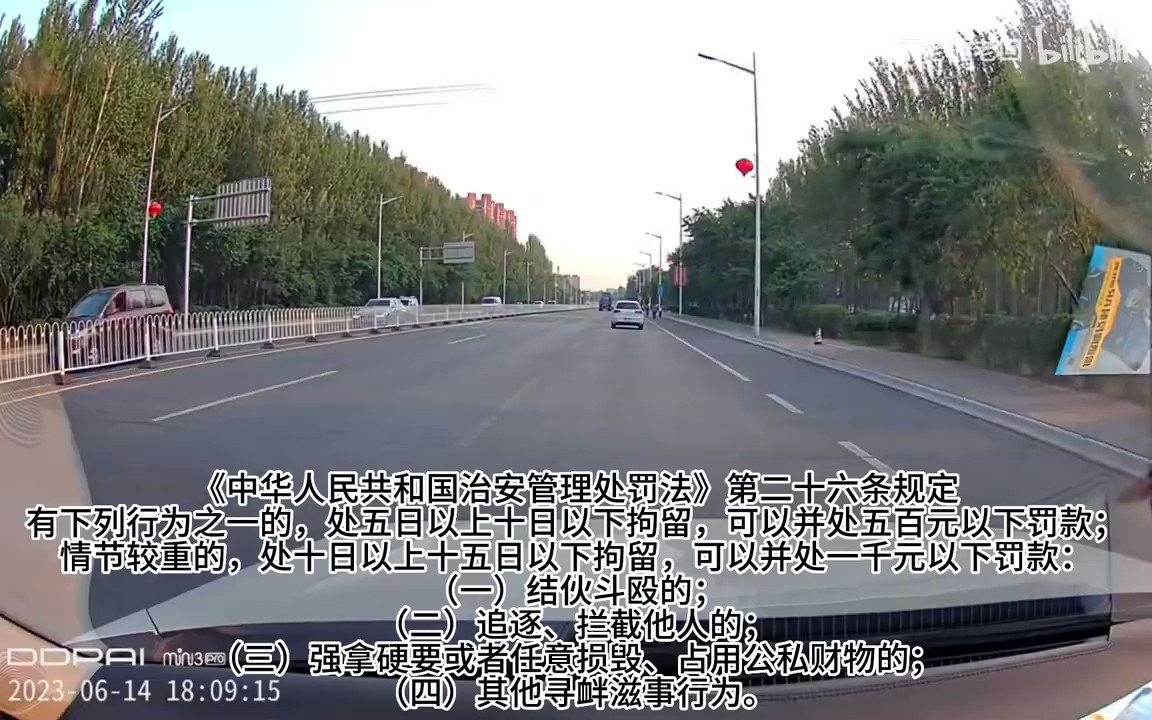 bilibili
《中华人民共和国治安管理处罚法》第二十六条规定
有下列行为之一的，处五日以上十日以下拘留，可以并处五百元以下罚款；
情节较重的，处十日以上十五日以下拘留，可以并处一千元以下罚款：
（一）结伙斗殴的；
（二）追逐、拦截他人的；
（三）强拿硬要或者任意损毁、占用公私财物的；
（四）其他寻衅滋事行为。
DDPAI mini3 PRO
2023-06-14 18:09:15